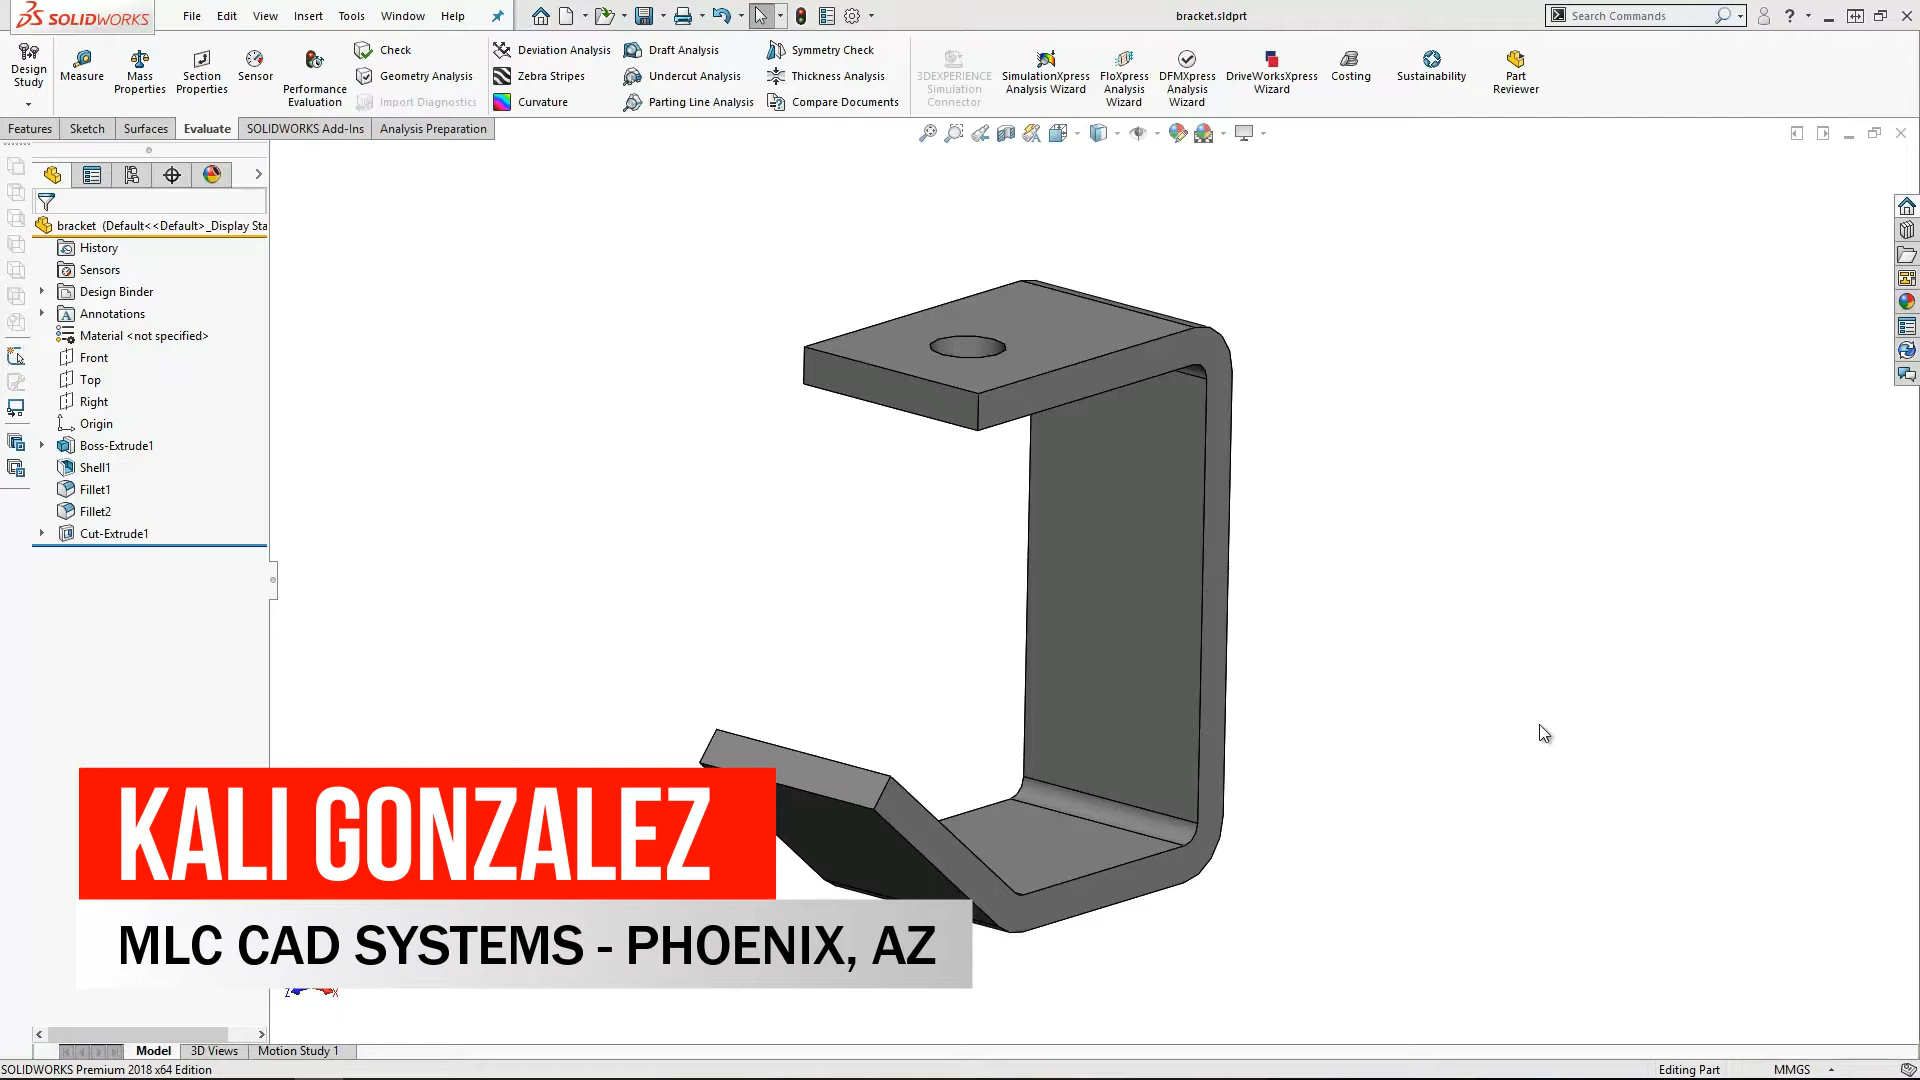 SOLIDWORKS
File Edit View Insert Tools Window Help
bracket.sldprt
Search Commands
?
Design Study
Measure
Mass Properties
Section Properties
Sensor
Performance Evaluation
Check
Geometry Analysis
Import Diagnostics
Deviation Analysis
Zebra Stripes
Curvature
Draft Analysis
Undercut Analysis
Parting Line Analysis
Symmetry Check
Thickness Analysis
Compare Documents
3DEXPERIENCE Simulation Connector
SimulationXpress Analysis Wizard
FloXpress Analysis Wizard
DFMXpress Analysis Wizard
DriveWorksXpress Wizard
Costing
Sustainability
Part Reviewer
Features Sketch Surfaces Evaluate SOLIDWORKS Add-Ins Analysis Preparation
bracket (Default<<Default>_Display Sta
History
Sensors
Design Binder
Annotations
Material <not specified>
Front
Top
Right
Origin
Boss-Extrude1
Shell1
Fillet1
Fillet2
Cut-Extrude1
KALI GONZALEZ
MLC CAD SYSTEMS - PHOENIX, AZ
Z X
Model 3D Views Motion Study 1
SOLIDWORKS Premium 2018 x64 Edition
Editing Part MMGS